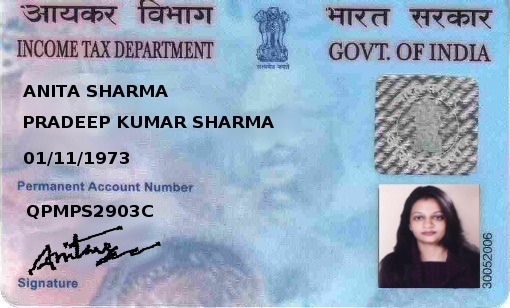 आयकर विभाग
भारत सरकार
INCOME TAX DEPARTMENT
GOVT. OF INDIA
सत्यमेव जयते
ANITA SHARMA
PRADEEP KUMAR SHARMA
01/11/1973
Permanent Account Number
QPMPS2903C
Anita
Signature
30052006